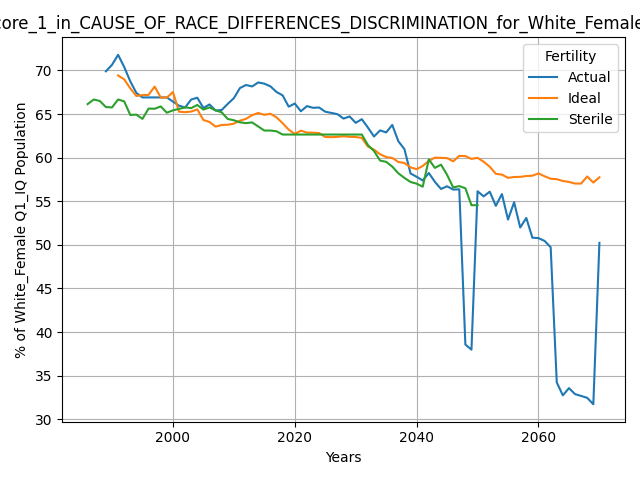 core_1_in_CAUSE_OF_RACE_DIFFERENCES_DISCRIMINATION_for_White_Female
Fertility
Actual
Ideal
Sterile
% of White_Female Q1_IQ Population
70
65
60
55
50
45
40
35
30
2000
2020
2040
2060
Years